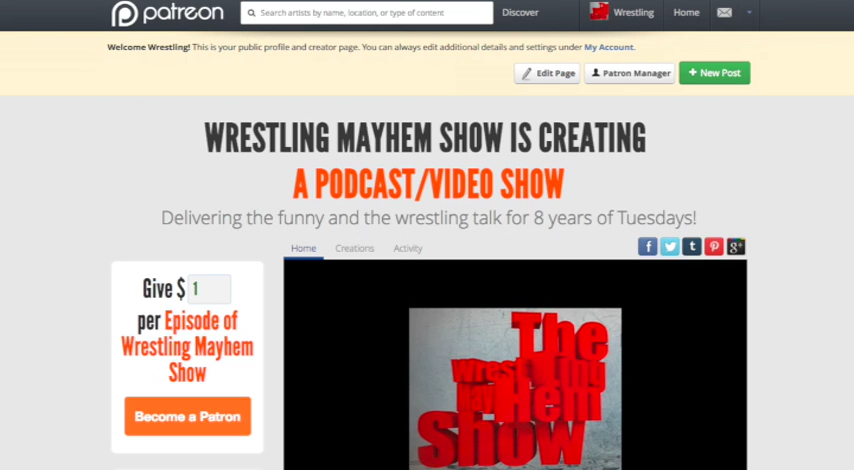 patreon
Search artists by name, location, or type of content
Discover
Wrestling
Home
Welcome Wrestling! This is your public profile and creator page. You can always edit additional details and settings under My Account.
Edit Page
Patron Manager
+ New Post
WRESTLING MAYHEM SHOW IS CREATING
A PODCAST/VIDEO SHOW
Delivering the funny and the wrestling talk for 8 years of Tuesdays!
Home
Creations
Activity
f
t
P
g+
Give $ 1
per Episode of
Wrestling Mayhem
Show
Become a Patron
The
Wrestling
MayHem
Show